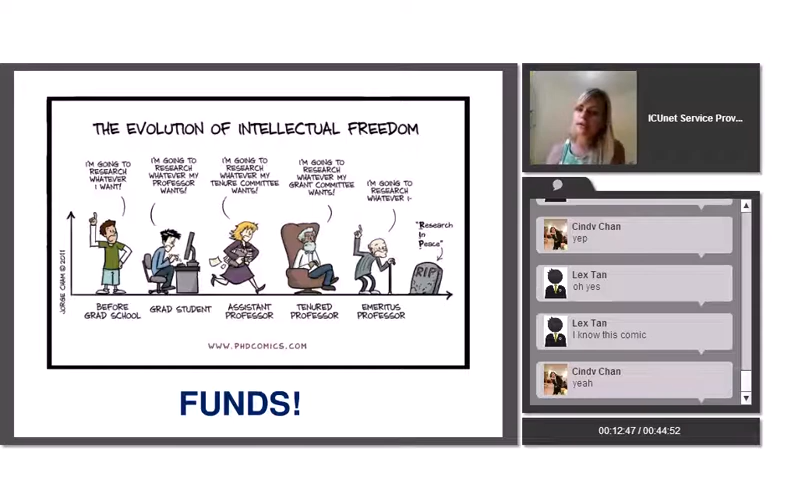 THE EVOLUTION OF INTELLECTUAL FREEDOM
I'M GOING TO
RESEARCH
WHATEVER
I WANT!
I'M GOING TO
RESEARCH
WHATEVER MY
PROFESSOR
WANTS!
I'M GOING TO
RESEARCH
WHATEVER MY
TENURE COMMITTEE
WANTS!
I'M GOING TO
RESEARCH
WHATEVER MY
GRANT COMMITTEE
WANTS!
I'M GOING TO
RESEARCH
WHATEVER I-
"Research
In
Peace"
RIP
JORGE CHAM © 2011
BEFORE
GRAD SCHOOL
GRAD STUDENT
ASSISTANT
PROFESSOR
TENURED
PROFESSOR
EMERITUS
PROFESSOR
WWW.PHDCOMICS.COM
FUNDS!
ICUnet Service Prov...
Cindy Chan
yep
Lex Tan
oh yes
Lex Tan
I know this comic
Cindy Chan
yeah
00:12:47 / 00:44:52